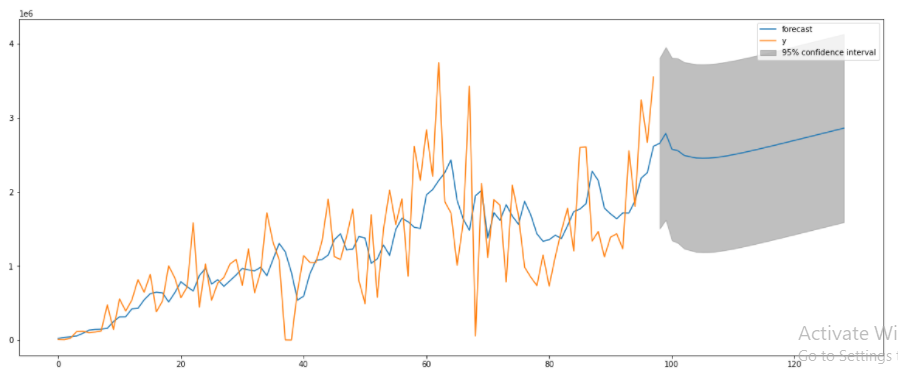 1e6
forecast
y
95% confidence interval
4
3
2
1
0
0 20 40 60 80 100 120
Activate Wi
Go to Settings t